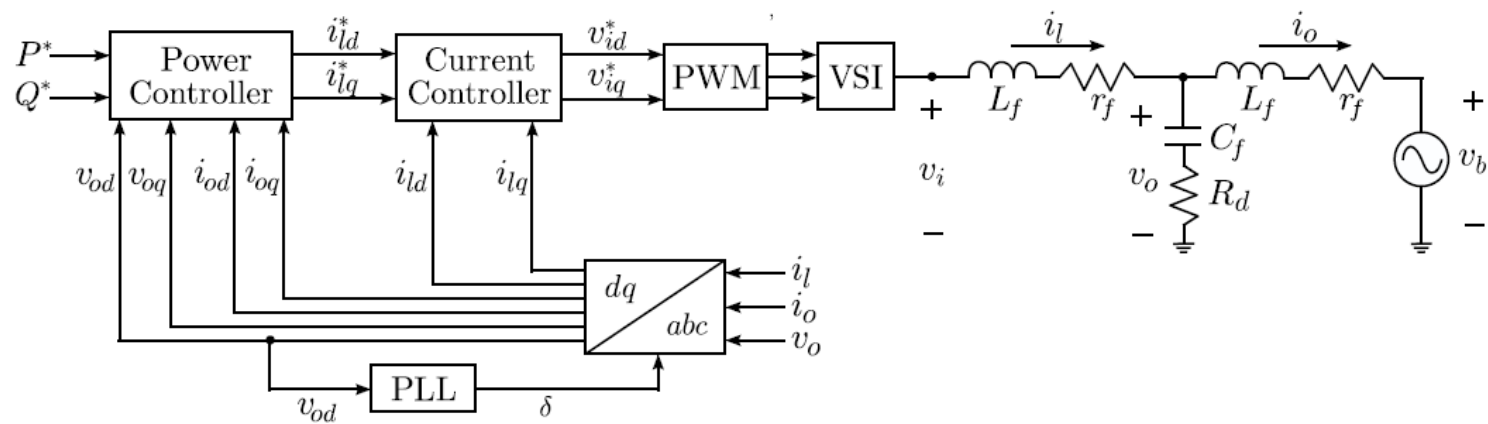 P*
Q*
Power
Controller
i*ld
i*lq
Current
Controller
v*id
v*iq
PWM
,
VSI
il
Lf
rf
io
Lf
rf
+
vi
−
+
vo
−
Cf
Rd
+
vb
−
vod
voq
iod
ioq
ild
ilq
dq
abc
il
io
vo
vod
PLL
δ